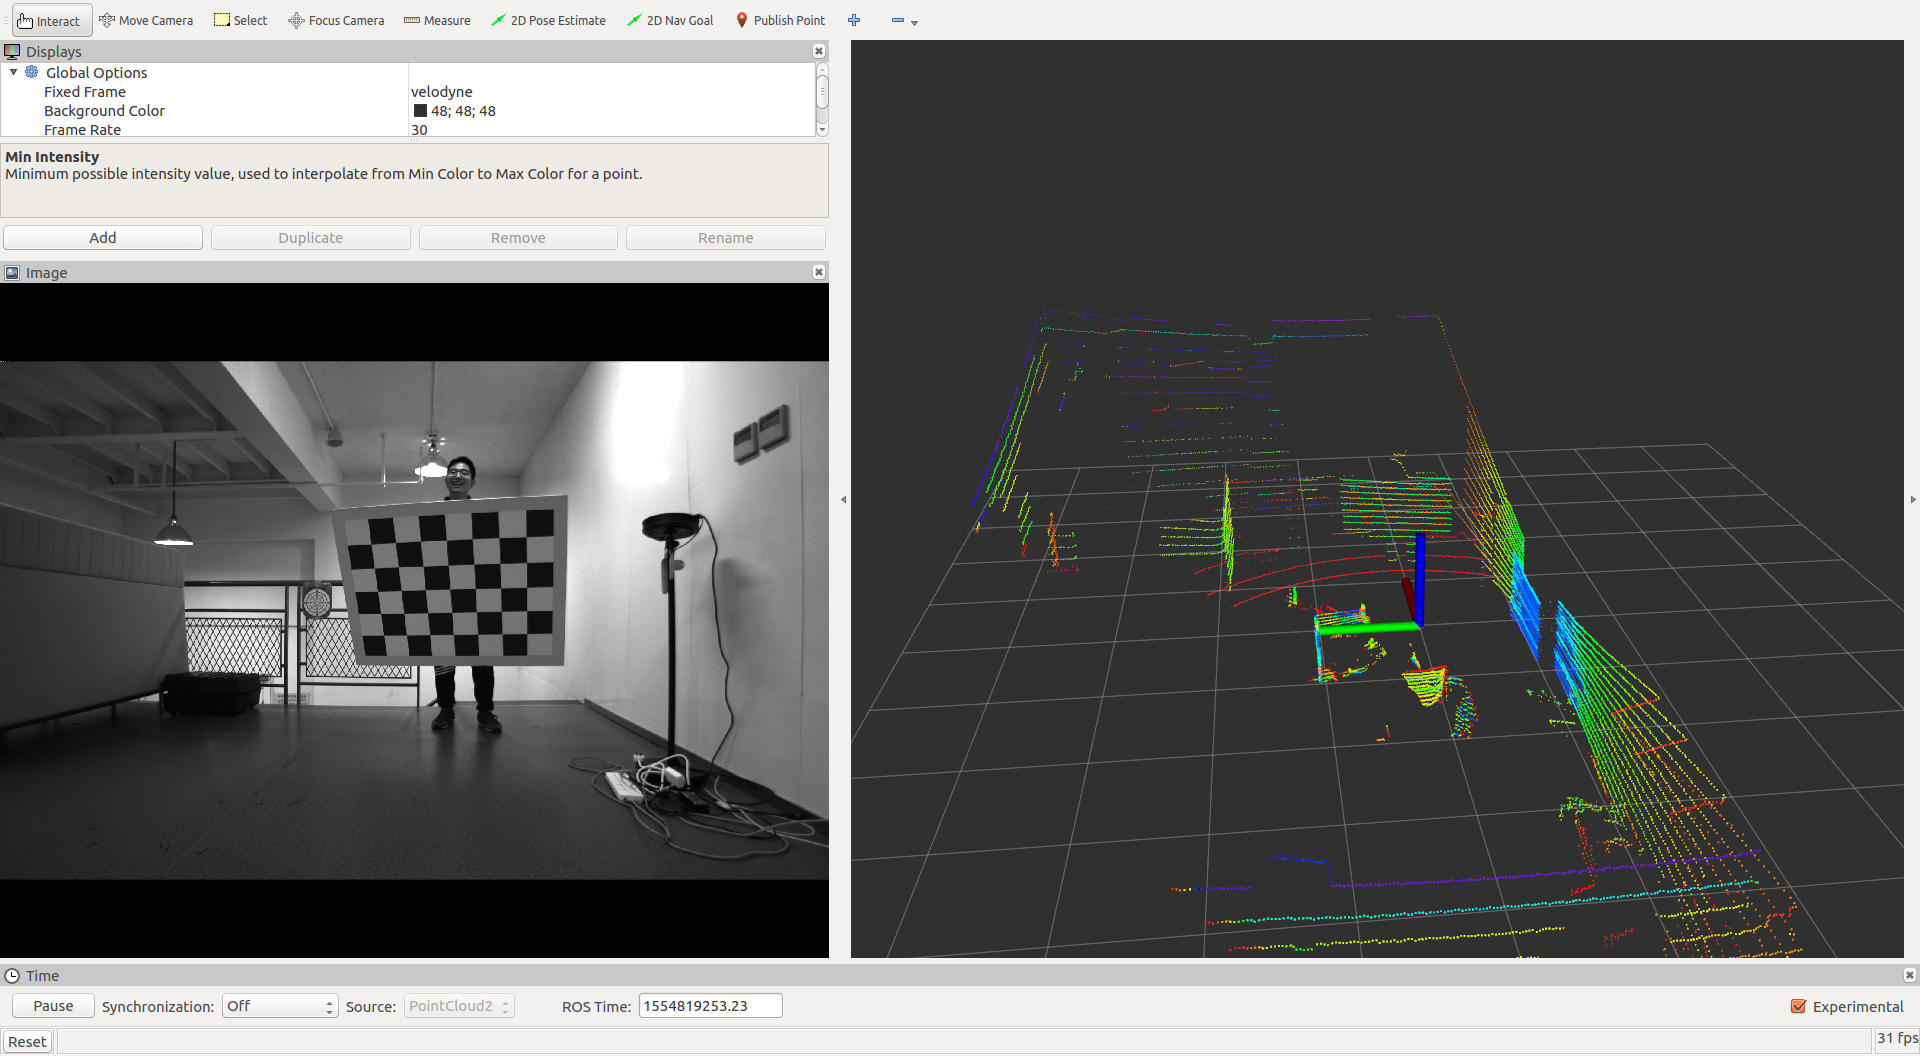 Interact Move Camera Select Focus Camera Measure 2D Pose Estimate 2D Nav Goal Publish Point
Displays
Global Options
Fixed Frame velodyne
Background Color 48; 48; 48
Frame Rate 30
Min Intensity
Minimum possible intensity value, used to interpolate from Min Color to Max Color for a point.
Add Duplicate Remove Rename
Image
Time
Pause Synchronization: Off Source: PointCloud2 ROS Time: 1554819253.23 Experimental
Reset 31 fps